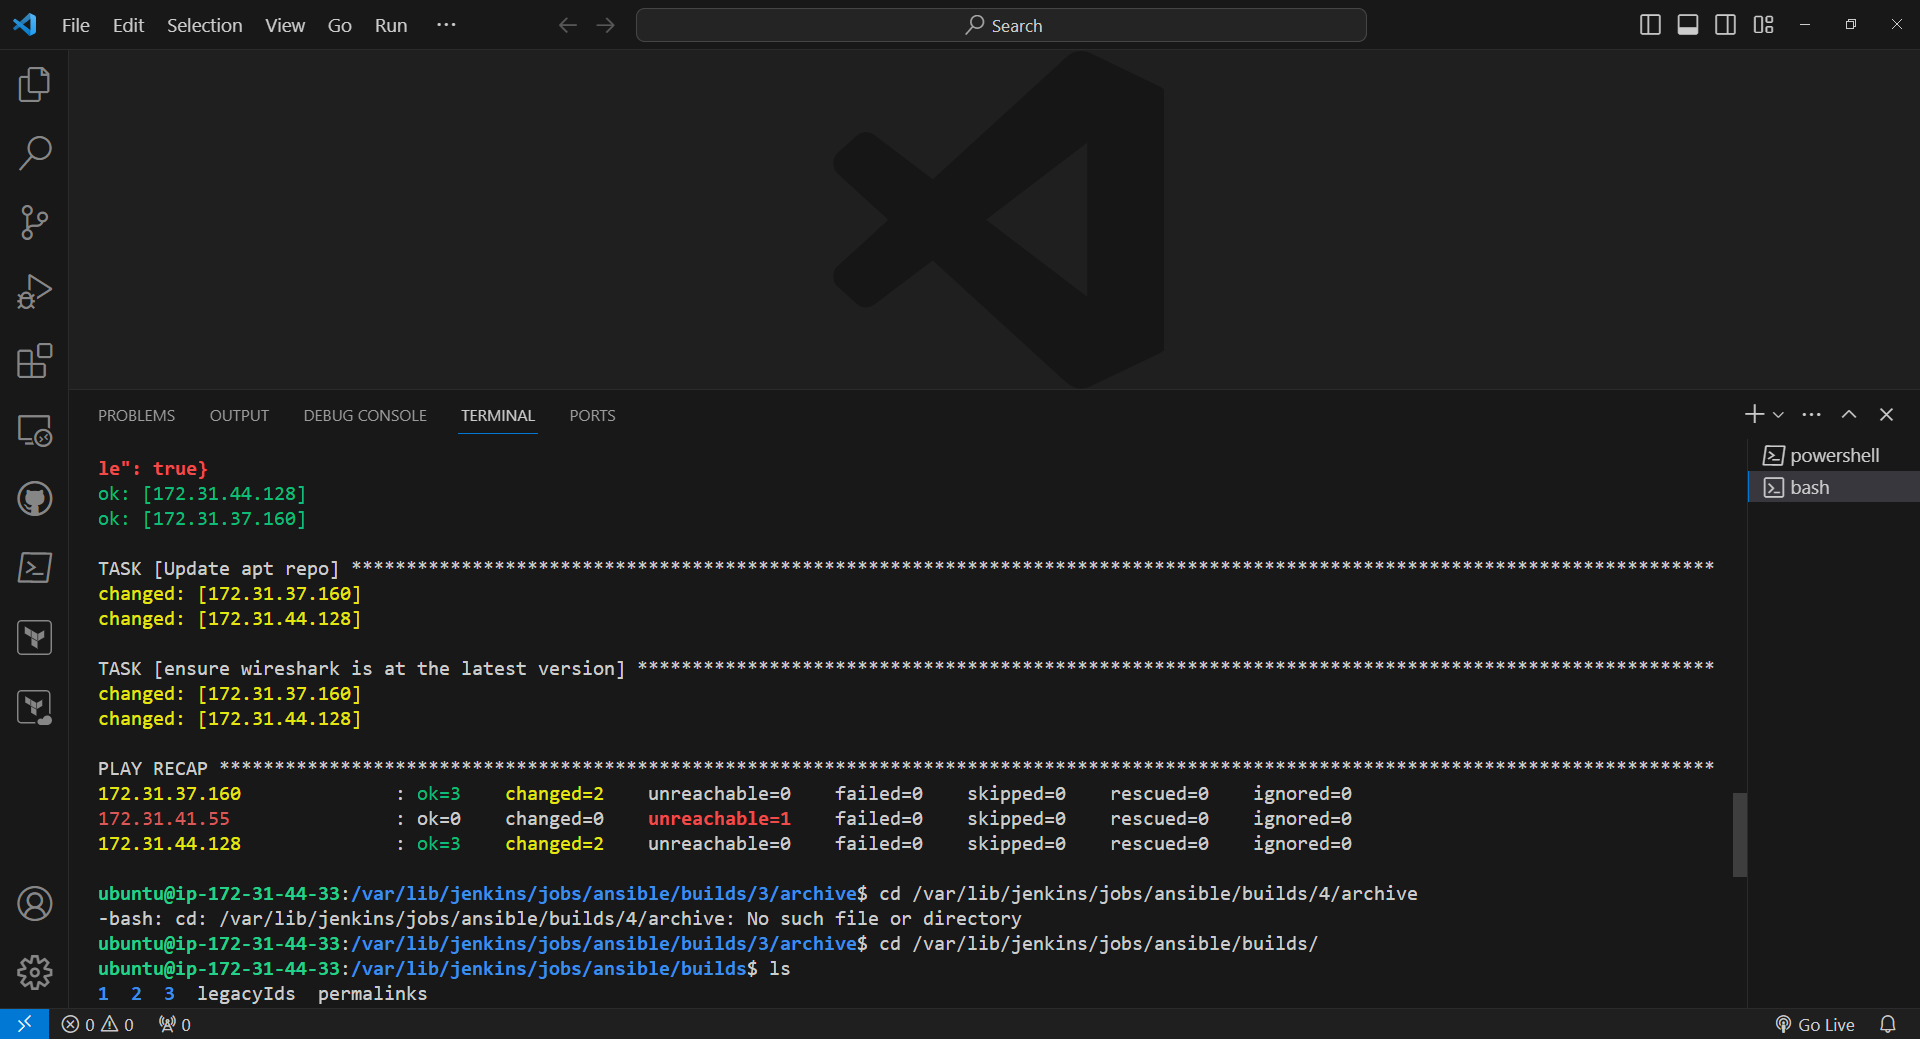 File Edit Selection View Go Run ···
Search
PROBLEMS OUTPUT DEBUG CONSOLE TERMINAL PORTS
powershell
bash
le": true}
ok: [172.31.44.128]
ok: [172.31.37.160]
TASK [Update apt repo] ****************************************************************************************************************************
changed: [172.31.37.160]
changed: [172.31.44.128]
TASK [ensure wireshark is at the latest version] **************************************************************************************************
changed: [172.31.37.160]
changed: [172.31.44.128]
PLAY RECAP ****************************************************************************************************************************************
172.31.37.160 : ok=3 changed=2 unreachable=0 failed=0 skipped=0 rescued=0 ignored=0
172.31.41.55 : ok=0 changed=0 unreachable=1 failed=0 skipped=0 rescued=0 ignored=0
172.31.44.128 : ok=3 changed=2 unreachable=0 failed=0 skipped=0 rescued=0 ignored=0
ubuntu@ip-172-31-44-33:/var/lib/jenkins/jobs/ansible/builds/3/archive$ cd /var/lib/jenkins/jobs/ansible/builds/4/archive
-bash: cd: /var/lib/jenkins/jobs/ansible/builds/4/archive: No such file or directory
ubuntu@ip-172-31-44-33:/var/lib/jenkins/jobs/ansible/builds/3/archive$ cd /var/lib/jenkins/jobs/ansible/builds/
ubuntu@ip-172-31-44-33:/var/lib/jenkins/jobs/ansible/builds$ ls
1 2 3 legacyIds permalinks
0 0 0 Go Live